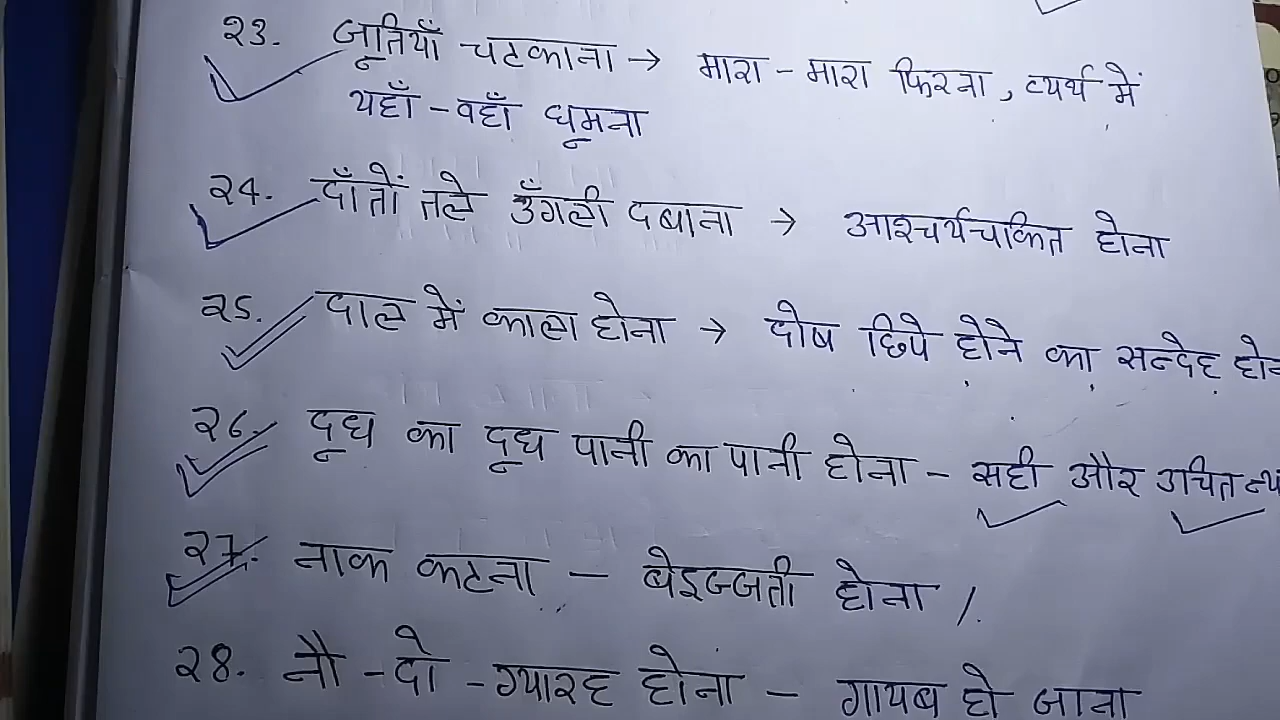 २३. जूतियाँ चटकाना → मारा - मारा फिरना, व्यर्थ में
यहाँ - वहाँ घूमना
२४. दाँतों तले उँगली दबाना → आश्चर्यचकित होना
२५. दाल में काला होना → दोष छिपे होने का सन्देह
२६. दूध का दूध पानी का पानी होना - सही और उचित
२७. नाक कटना - बेइज्जती होना /.
२८. नौ - दो - ग्यारह होना - गायब हो जाना